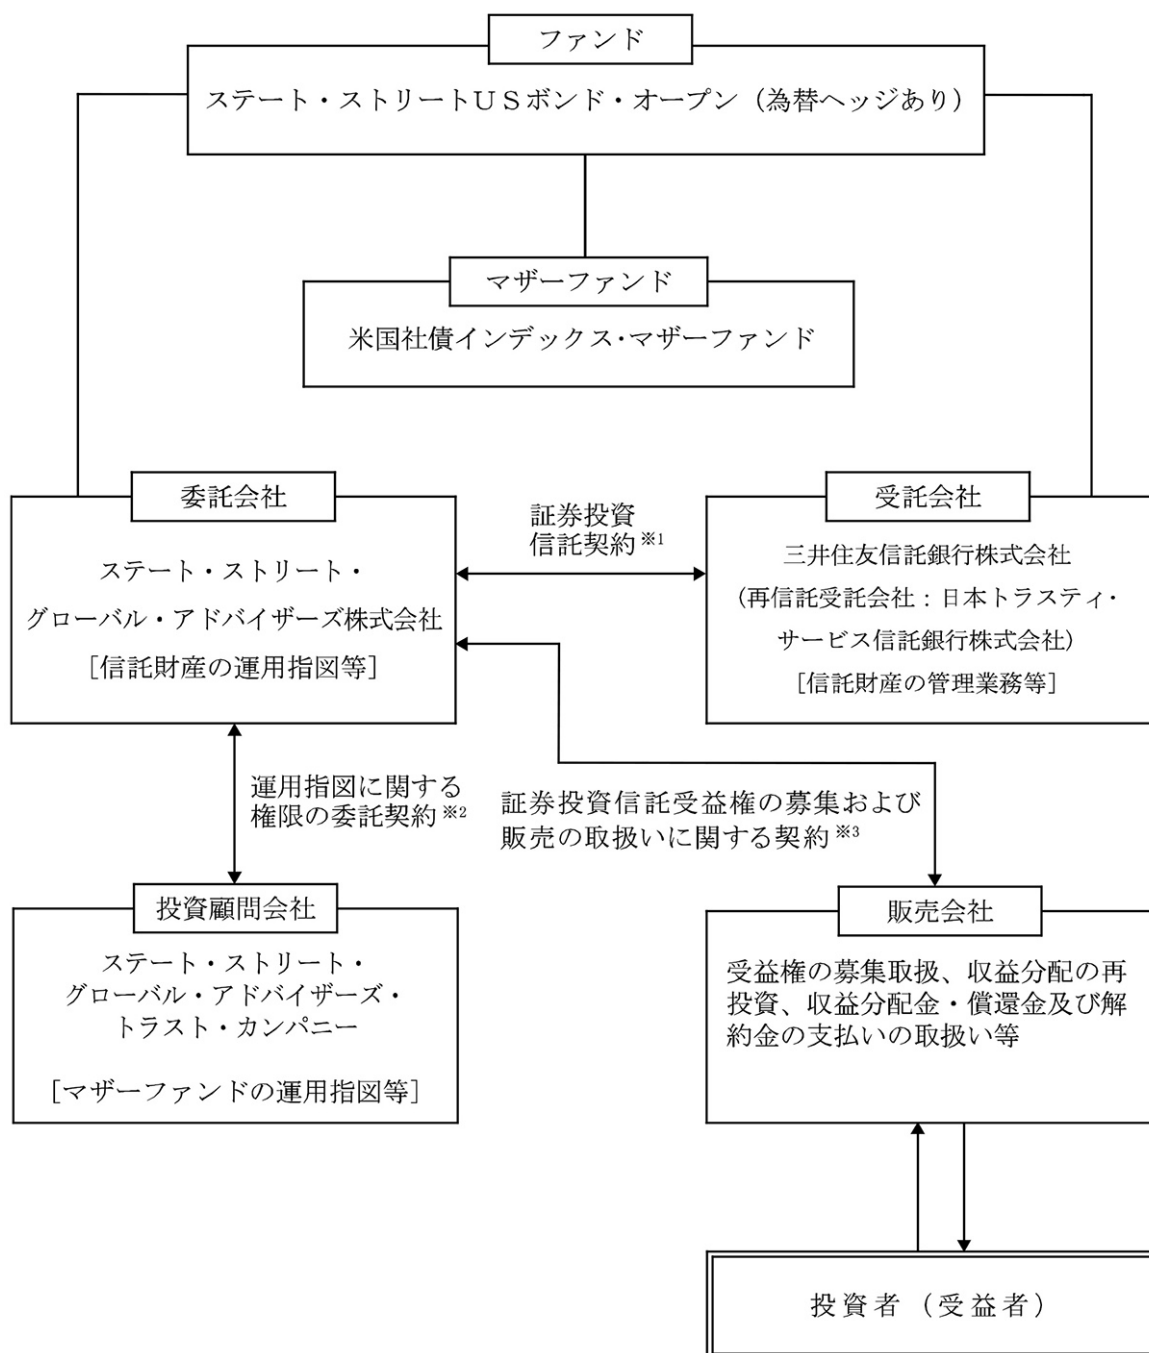 ファンド
ステート・ストリートUSボンド・オープン（為替ヘッジあり）
マザーファンド
米国社債インデックス・マザーファンド
委託会社
ステート・ストリート・
グローバル・アドバイザーズ株式会社
［信託財産の運用指図等］
証券投資
信託契約※1
受託会社
三井住友信託銀行株式会社
（再信託受託会社：日本トラスティ・
サービス信託銀行株式会社）
［信託財産の管理業務等］
運用指図に関する
権限の委託契約※2
証券投資信託受益権の募集および
販売の取扱いに関する契約※3
投資顧問会社
ステート・ストリート・
グローバル・アドバイザーズ・
トラスト・カンパニー
［マザーファンドの運用指図等］
販売会社
受益権の募集取扱、収益分配の再
投資、収益分配金・償還金及び解
約金の支払いの取扱い等
投資者（受益者）